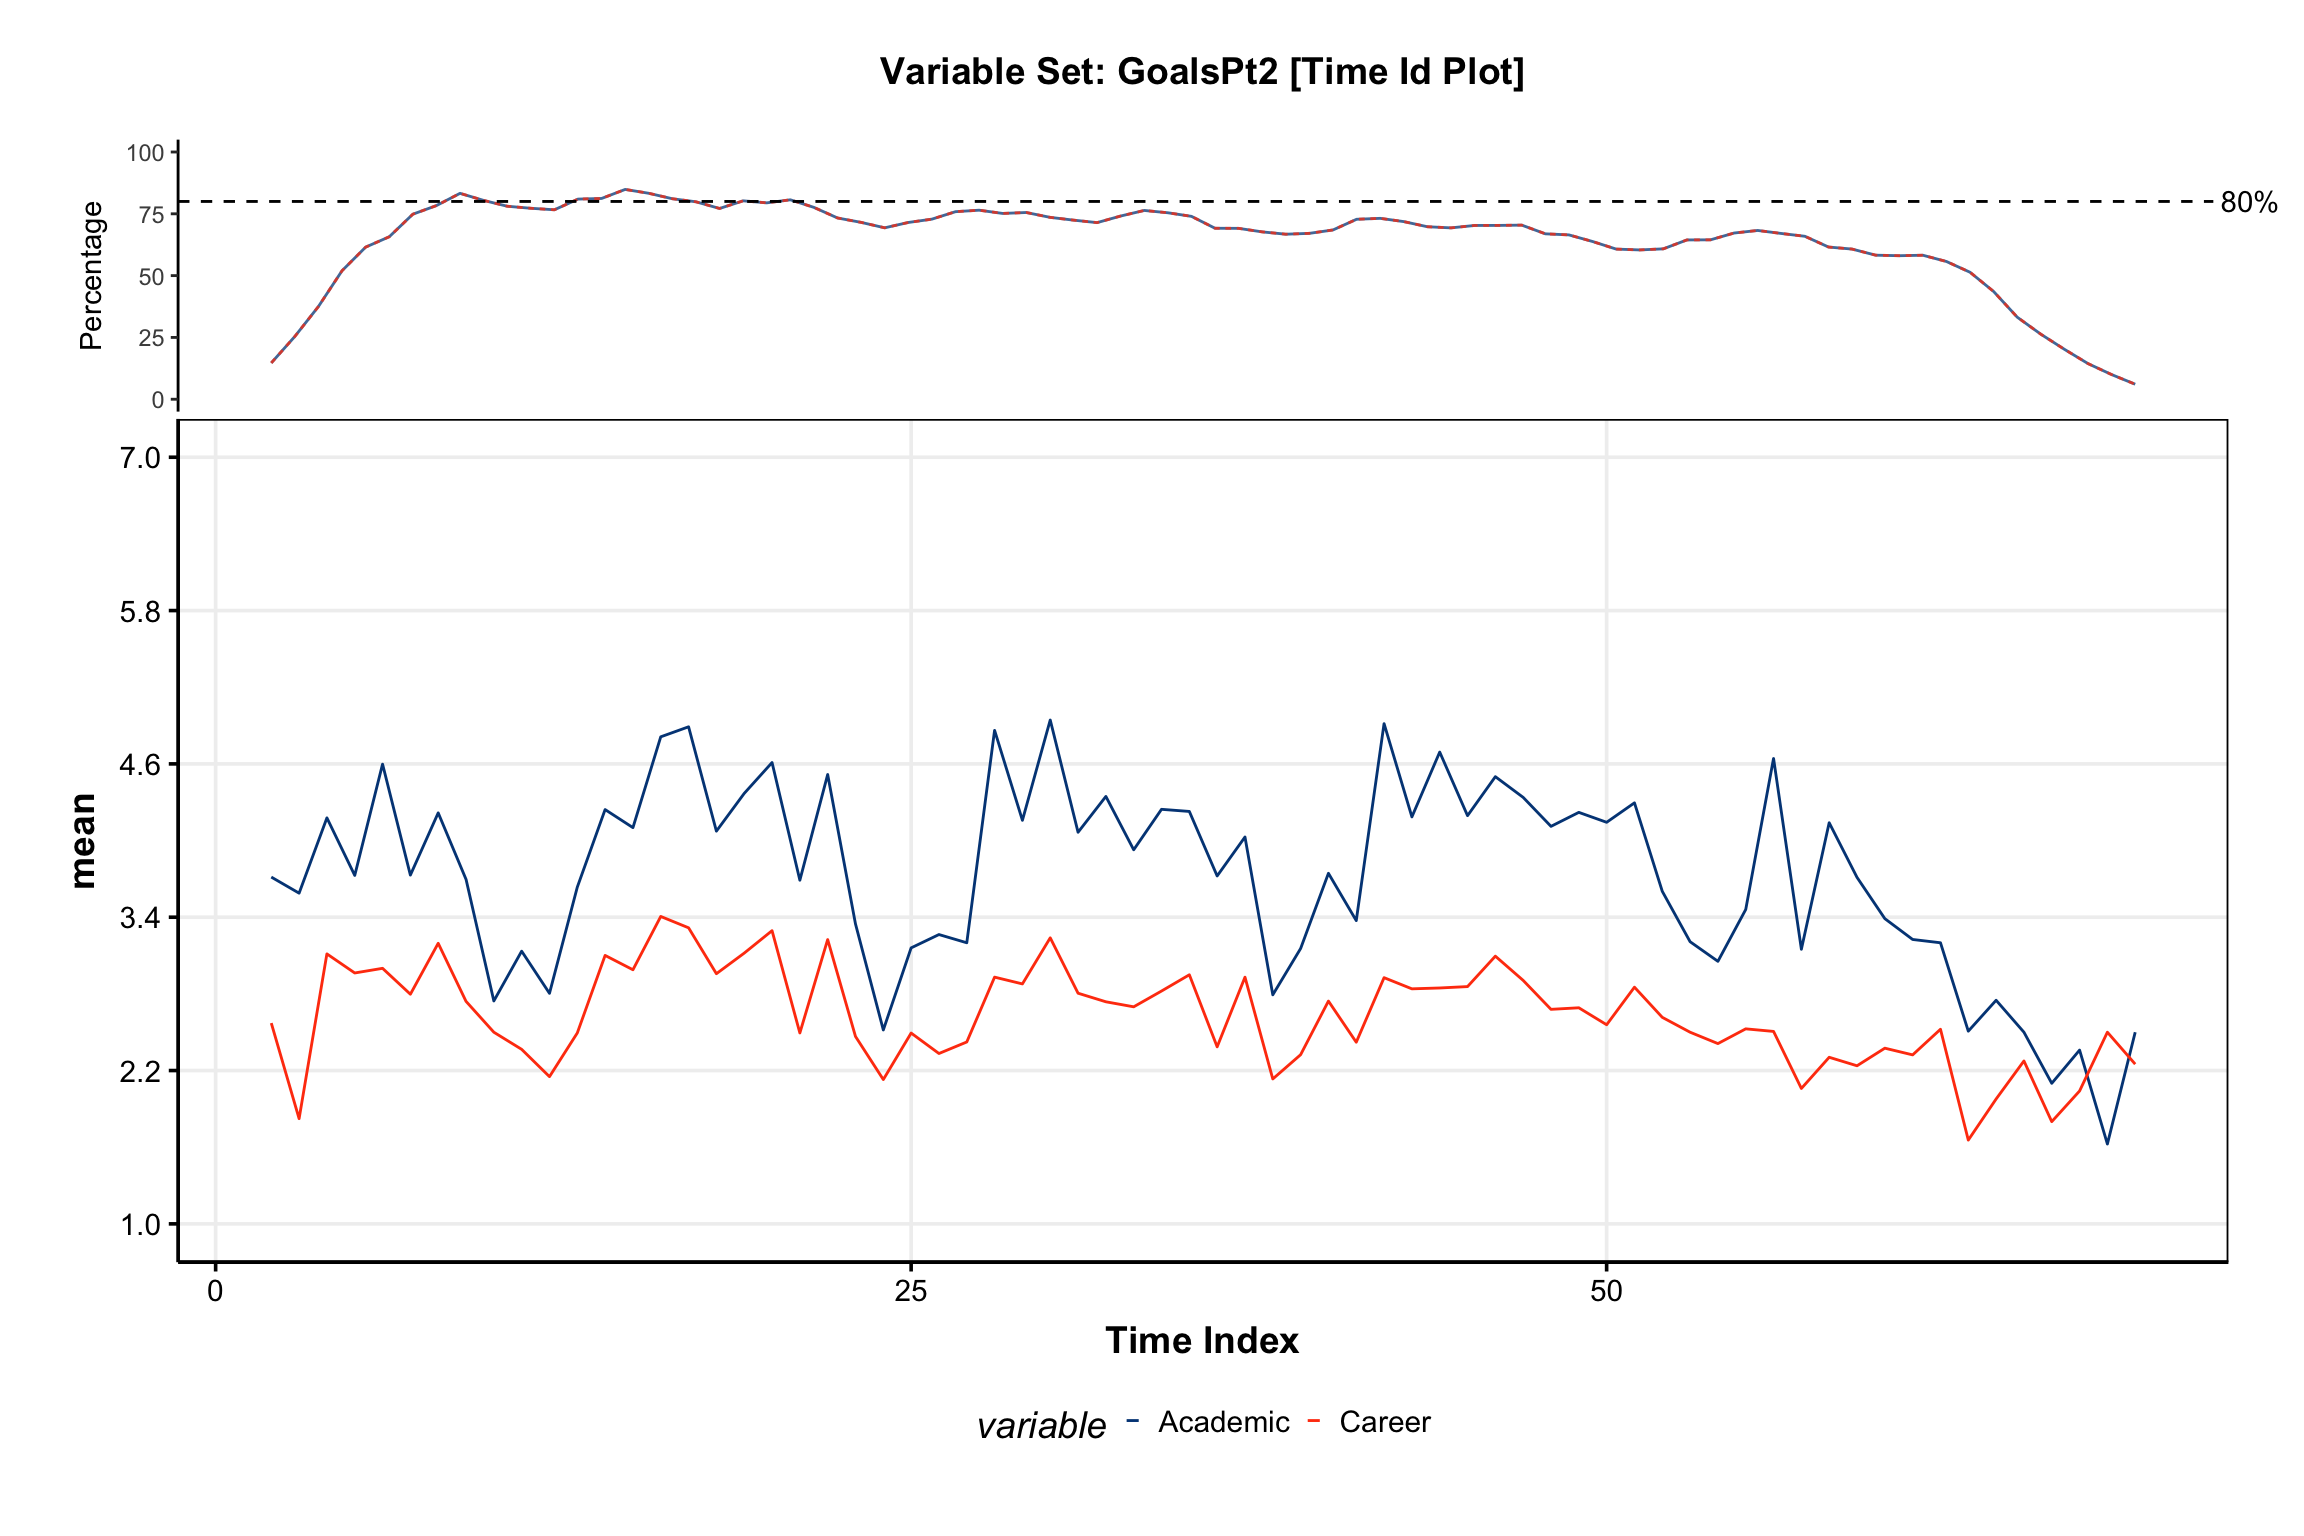 Variable Set: GoalsPt2 [Time Id Plot]
100
75
50
25
0
Percentage
80%
7.0
5.8
4.6
3.4
2.2
1.0
mean
0 25 50
Time Index
variable Academic Career